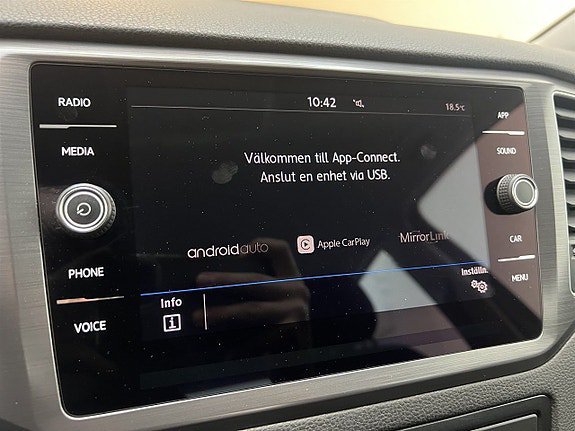 RADIO
MEDIA
PHONE
VOICE
10:42
18.5°C
Välkommen till App-Connect.
Anslut en enhet via USB.
androidauto
Apple CarPlay
MirrorLink
Info
i
Inställn.
APP
SOUND
CAR
MENU